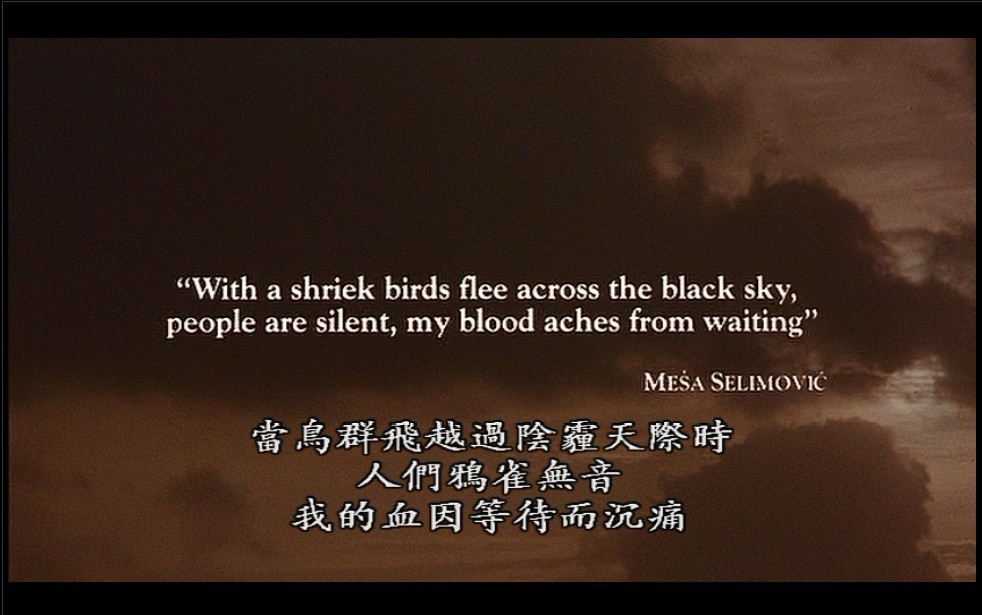 “With a shriek birds flee across the black sky,
people are silent, my blood aches from waiting”
MEŠA SELIMOVIĆ
當鳥群飛越過陰霾天際時
人們鴉雀無音
我的血因等待而沉痛